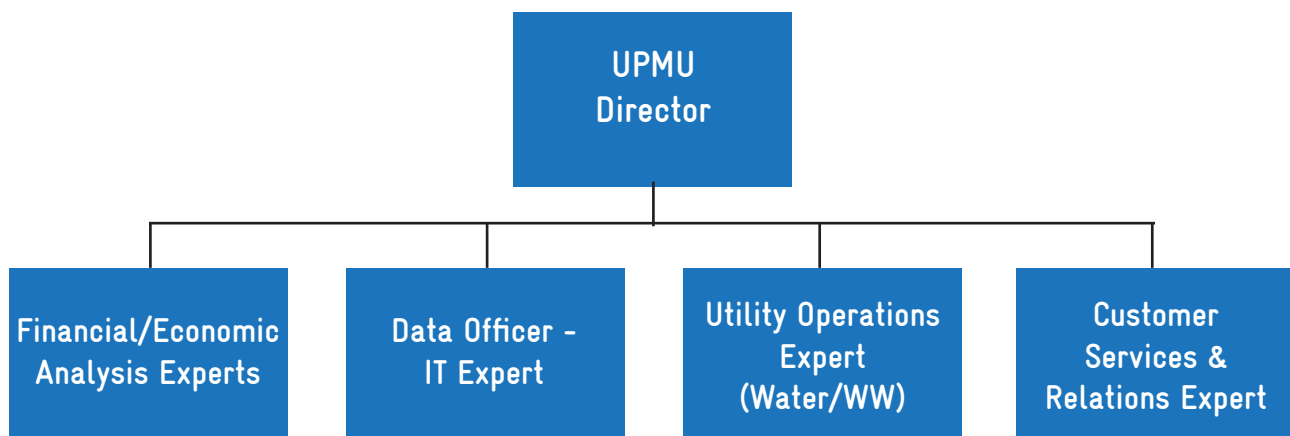 UPMU
Director
Financial/Economic
Analysis Experts
Data Officer -
IT Expert
Utility Operations
Expert
(Water/WW)
Customer
Services &
Relations Expert